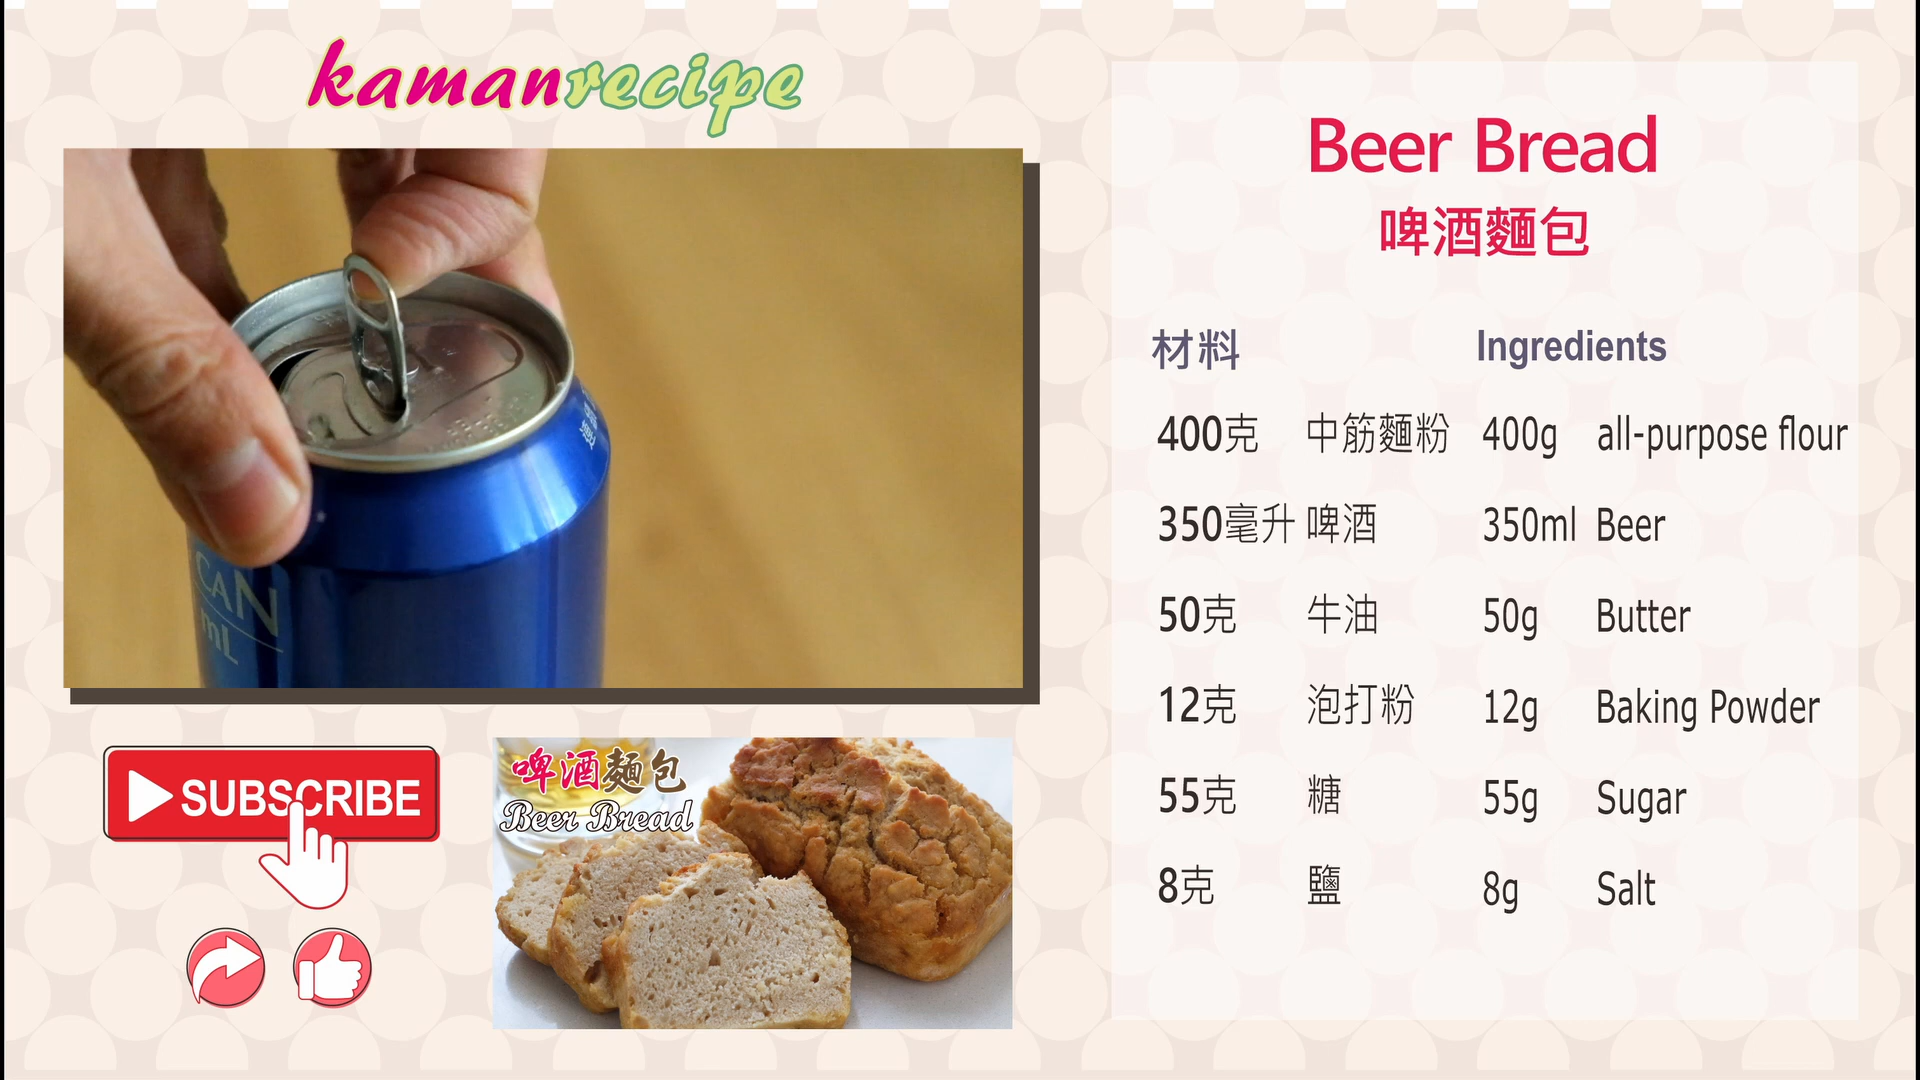 kamanrecipe
Beer Bread
啤酒麵包
材料 Ingredients
400克 中筋麵粉 400g all-purpose flour
350毫升 啤酒 350ml Beer
50克 牛油 50g Butter
12克 泡打粉 12g Baking Powder
55克 糖 55g Sugar
8克 鹽 8g Salt
CAN
mL
SUBSCRIBE
啤酒麵包
Beer Bread